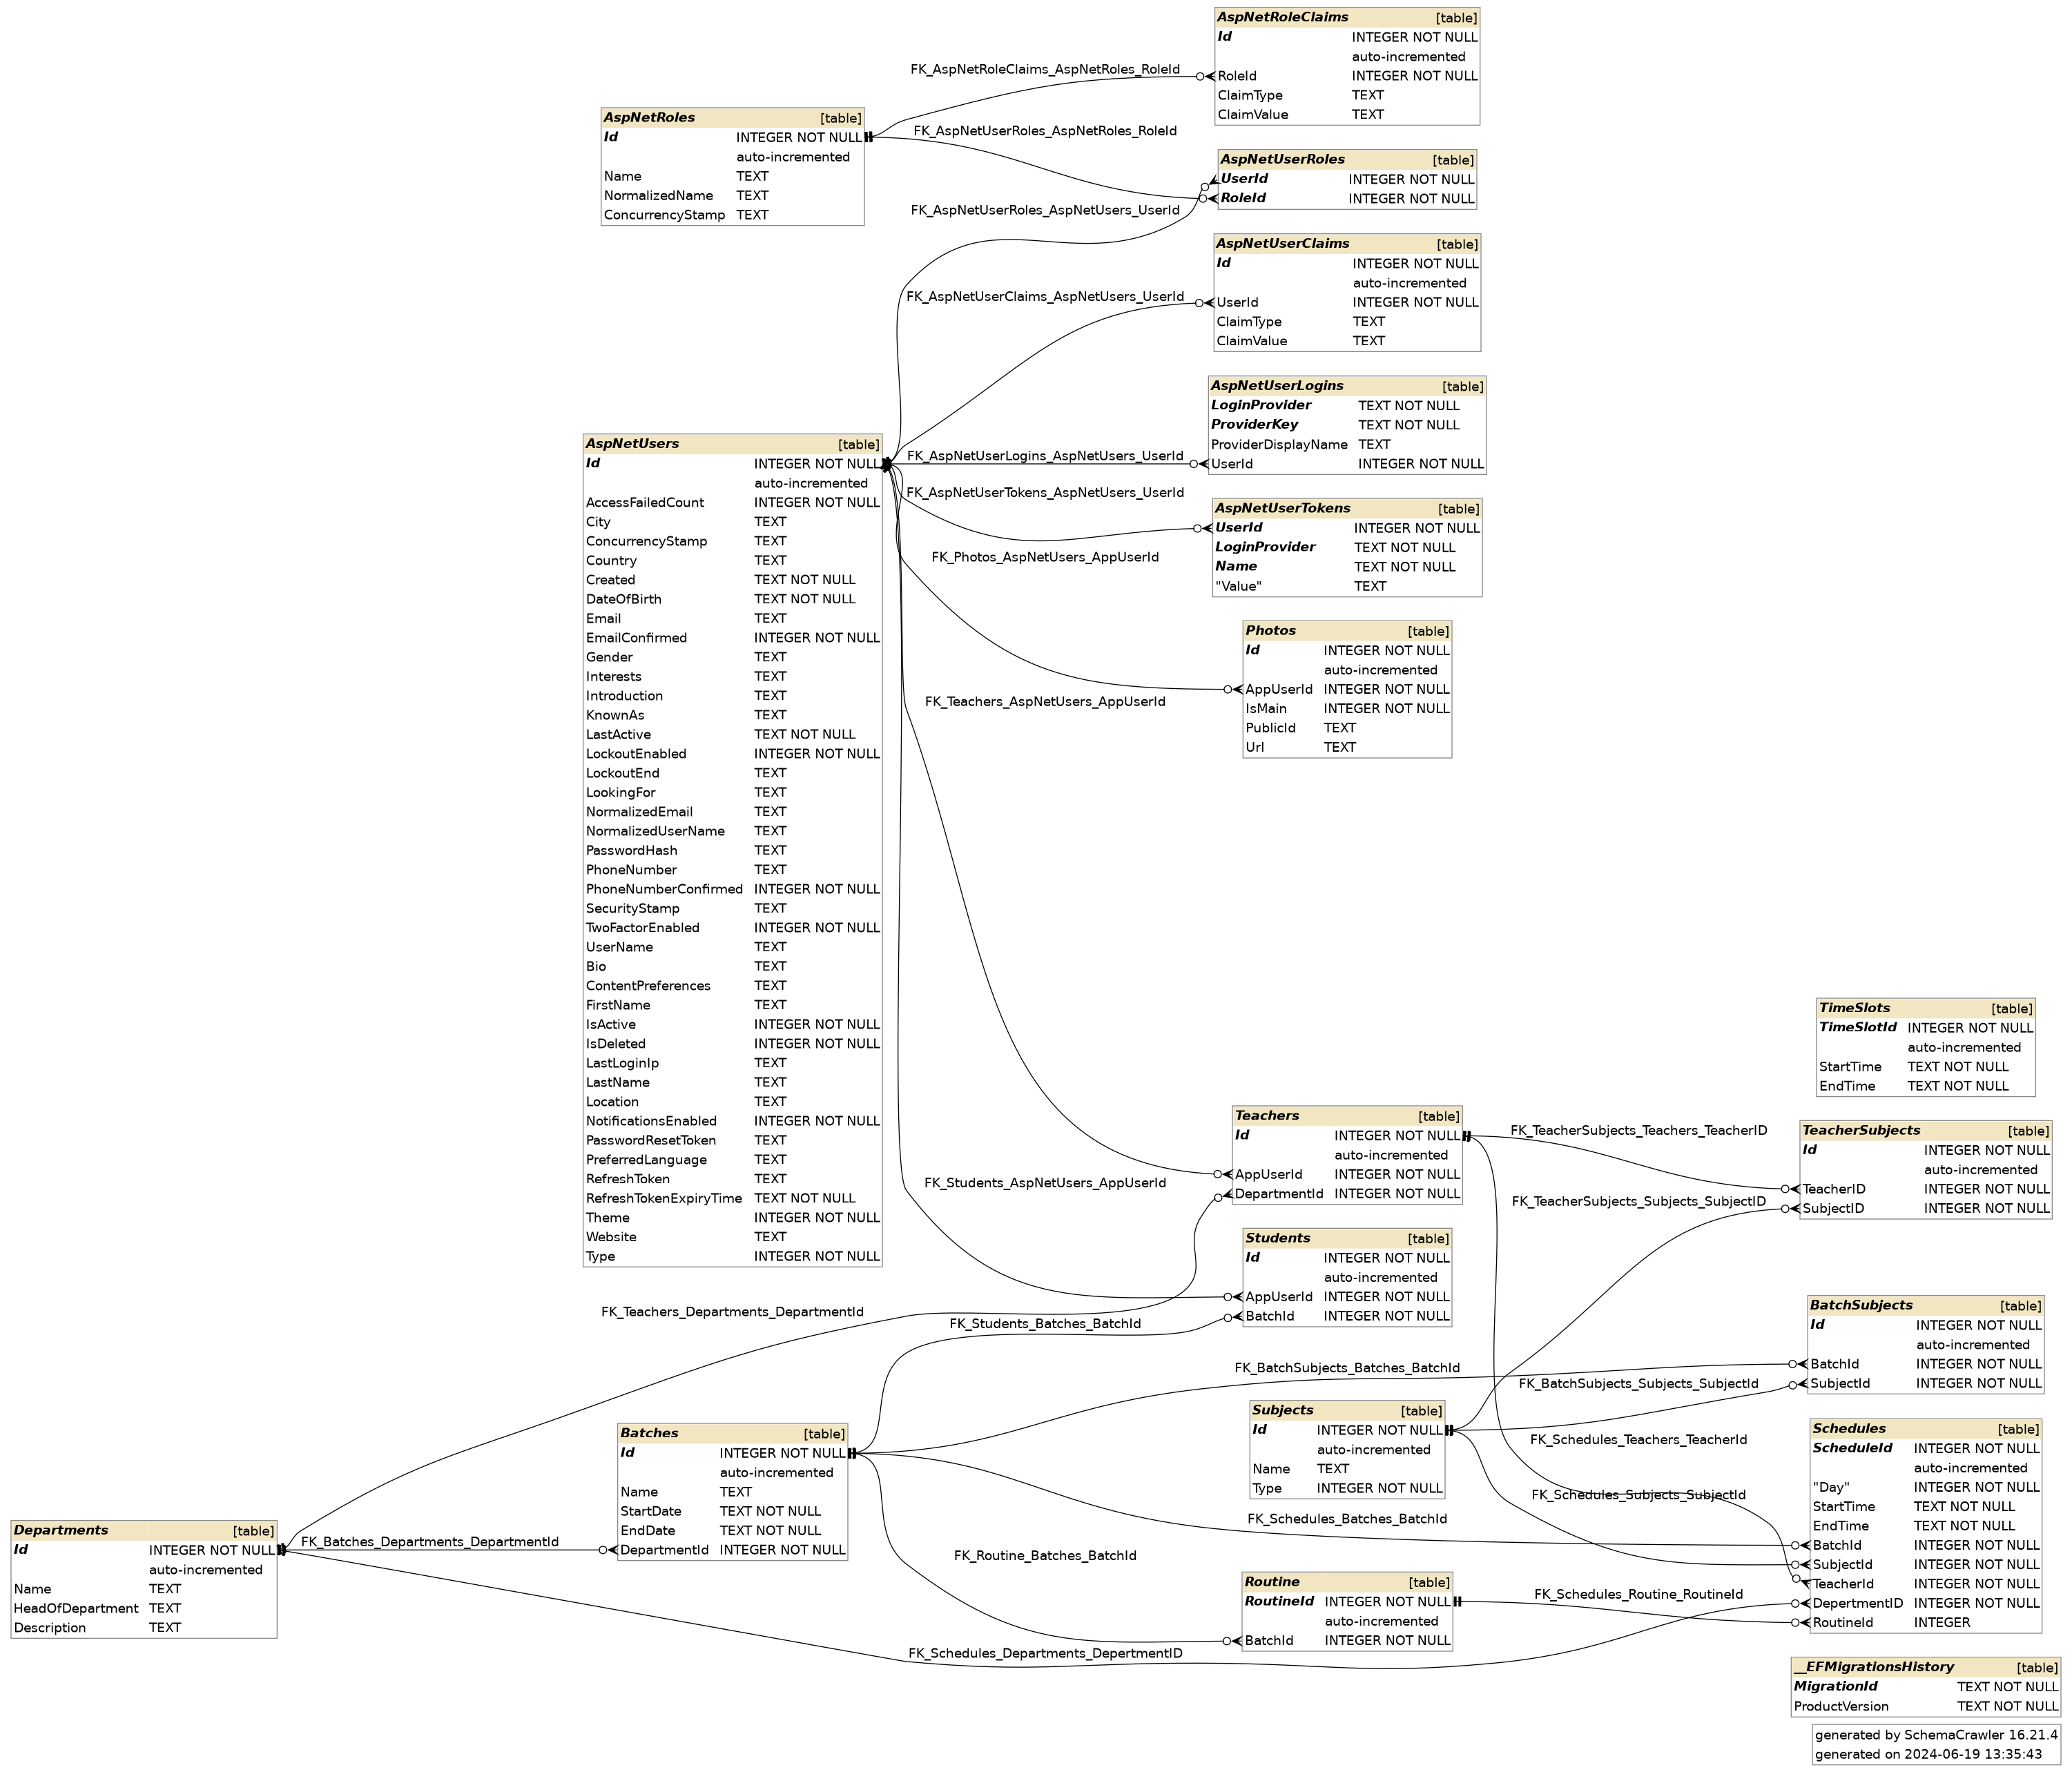 AspNetRoleClaims [table]
Id INTEGER NOT NULL
auto-incremented
RoleId INTEGER NOT NULL
ClaimType TEXT
ClaimValue TEXT
FK_AspNetRoleClaims_AspNetRoles_RoleId
AspNetRoles [table]
Id INTEGER NOT NULL
auto-incremented
Name TEXT
NormalizedName TEXT
ConcurrencyStamp TEXT
FK_AspNetUserRoles_AspNetRoles_RoleId
AspNetUserRoles [table]
UserId INTEGER NOT NULL
RoleId INTEGER NOT NULL
FK_AspNetUserRoles_AspNetUsers_UserId
AspNetUserClaims [table]
Id INTEGER NOT NULL
auto-incremented
UserId INTEGER NOT NULL
ClaimType TEXT
ClaimValue TEXT
FK_AspNetUserClaims_AspNetUsers_UserId
AspNetUserLogins [table]
LoginProvider TEXT NOT NULL
ProviderKey TEXT NOT NULL
ProviderDisplayName TEXT
UserId INTEGER NOT NULL
FK_AspNetUserLogins_AspNetUsers_UserId
AspNetUsers [table]
Id INTEGER NOT NULL
auto-incremented
AccessFailedCount INTEGER NOT NULL
City TEXT
ConcurrencyStamp TEXT
Country TEXT
Created TEXT NOT NULL
DateOfBirth TEXT NOT NULL
Email TEXT
EmailConfirmed INTEGER NOT NULL
Gender TEXT
Interests TEXT
Introduction TEXT
KnownAs TEXT
LastActive TEXT NOT NULL
LockoutEnabled INTEGER NOT NULL
LockoutEnd TEXT
LookingFor TEXT
NormalizedEmail TEXT
NormalizedUserName TEXT
PasswordHash TEXT
PhoneNumber TEXT
PhoneNumberConfirmed INTEGER NOT NULL
SecurityStamp TEXT
TwoFactorEnabled INTEGER NOT NULL
UserName TEXT
Bio TEXT
ContentPreferences TEXT
FirstName TEXT
IsActive INTEGER NOT NULL
IsDeleted INTEGER NOT NULL
LastLoginIp TEXT
LastName TEXT
Location TEXT
NotificationsEnabled INTEGER NOT NULL
PasswordResetToken TEXT
PreferredLanguage TEXT
RefreshToken TEXT
RefreshTokenExpiryTime TEXT NOT NULL
Theme INTEGER NOT NULL
Website TEXT
Type INTEGER NOT NULL
FK_AspNetUserTokens_AspNetUsers_UserId
AspNetUserTokens [table]
UserId INTEGER NOT NULL
LoginProvider TEXT NOT NULL
Name TEXT NOT NULL
"Value" TEXT
FK_Photos_AspNetUsers_AppUserId
Photos [table]
Id INTEGER NOT NULL
auto-incremented
AppUserId INTEGER NOT NULL
IsMain INTEGER NOT NULL
PublicId TEXT
Url TEXT
FK_Teachers_AspNetUsers_AppUserId
TimeSlots [table]
TimeSlotId INTEGER NOT NULL
auto-incremented
StartTime TEXT NOT NULL
EndTime TEXT NOT NULL
Teachers [table]
Id INTEGER NOT NULL
auto-incremented
AppUserId INTEGER NOT NULL
DepartmentId INTEGER NOT NULL
FK_TeacherSubjects_Teachers_TeacherID
TeacherSubjects [table]
Id INTEGER NOT NULL
auto-incremented
TeacherID INTEGER NOT NULL
SubjectID INTEGER NOT NULL
FK_Students_AspNetUsers_AppUserId
FK_TeacherSubjects_Subjects_SubjectID
Students [table]
Id INTEGER NOT NULL
auto-incremented
AppUserId INTEGER NOT NULL
BatchId INTEGER NOT NULL
FK_Teachers_Departments_DepartmentId
FK_Students_Batches_BatchId
BatchSubjects [table]
Id INTEGER NOT NULL
auto-incremented
BatchId INTEGER NOT NULL
SubjectId INTEGER NOT NULL
FK_BatchSubjects_Batches_BatchId
FK_BatchSubjects_Subjects_SubjectId
Subjects [table]
Id INTEGER NOT NULL
auto-incremented
Name TEXT
Type INTEGER NOT NULL
Batches [table]
Id INTEGER NOT NULL
auto-incremented
Name TEXT
StartDate TEXT NOT NULL
EndDate TEXT NOT NULL
DepartmentId INTEGER NOT NULL
FK_Schedules_Teachers_TeacherId
FK_Schedules_Subjects_SubjectId
FK_Schedules_Batches_BatchId
Schedules [table]
ScheduleId INTEGER NOT NULL
auto-incremented
"Day" INTEGER NOT NULL
StartTime TEXT NOT NULL
EndTime TEXT NOT NULL
BatchId INTEGER NOT NULL
SubjectId INTEGER NOT NULL
TeacherId INTEGER NOT NULL
DepertmentID INTEGER NOT NULL
RoutineId INTEGER
Departments [table]
Id INTEGER NOT NULL
auto-incremented
Name TEXT
HeadOfDepartment TEXT
Description TEXT
FK_Batches_Departments_DepartmentId
FK_Routine_Batches_BatchId
Routine [table]
RoutineId INTEGER NOT NULL
auto-incremented
BatchId INTEGER NOT NULL
FK_Schedules_Routine_RoutineId
FK_Schedules_Departments_DepertmentID
__EFMigrationsHistory [table]
MigrationId TEXT NOT NULL
ProductVersion TEXT NOT NULL
generated by SchemaCrawler 16.21.4
generated on 2024-06-19 13:35:43